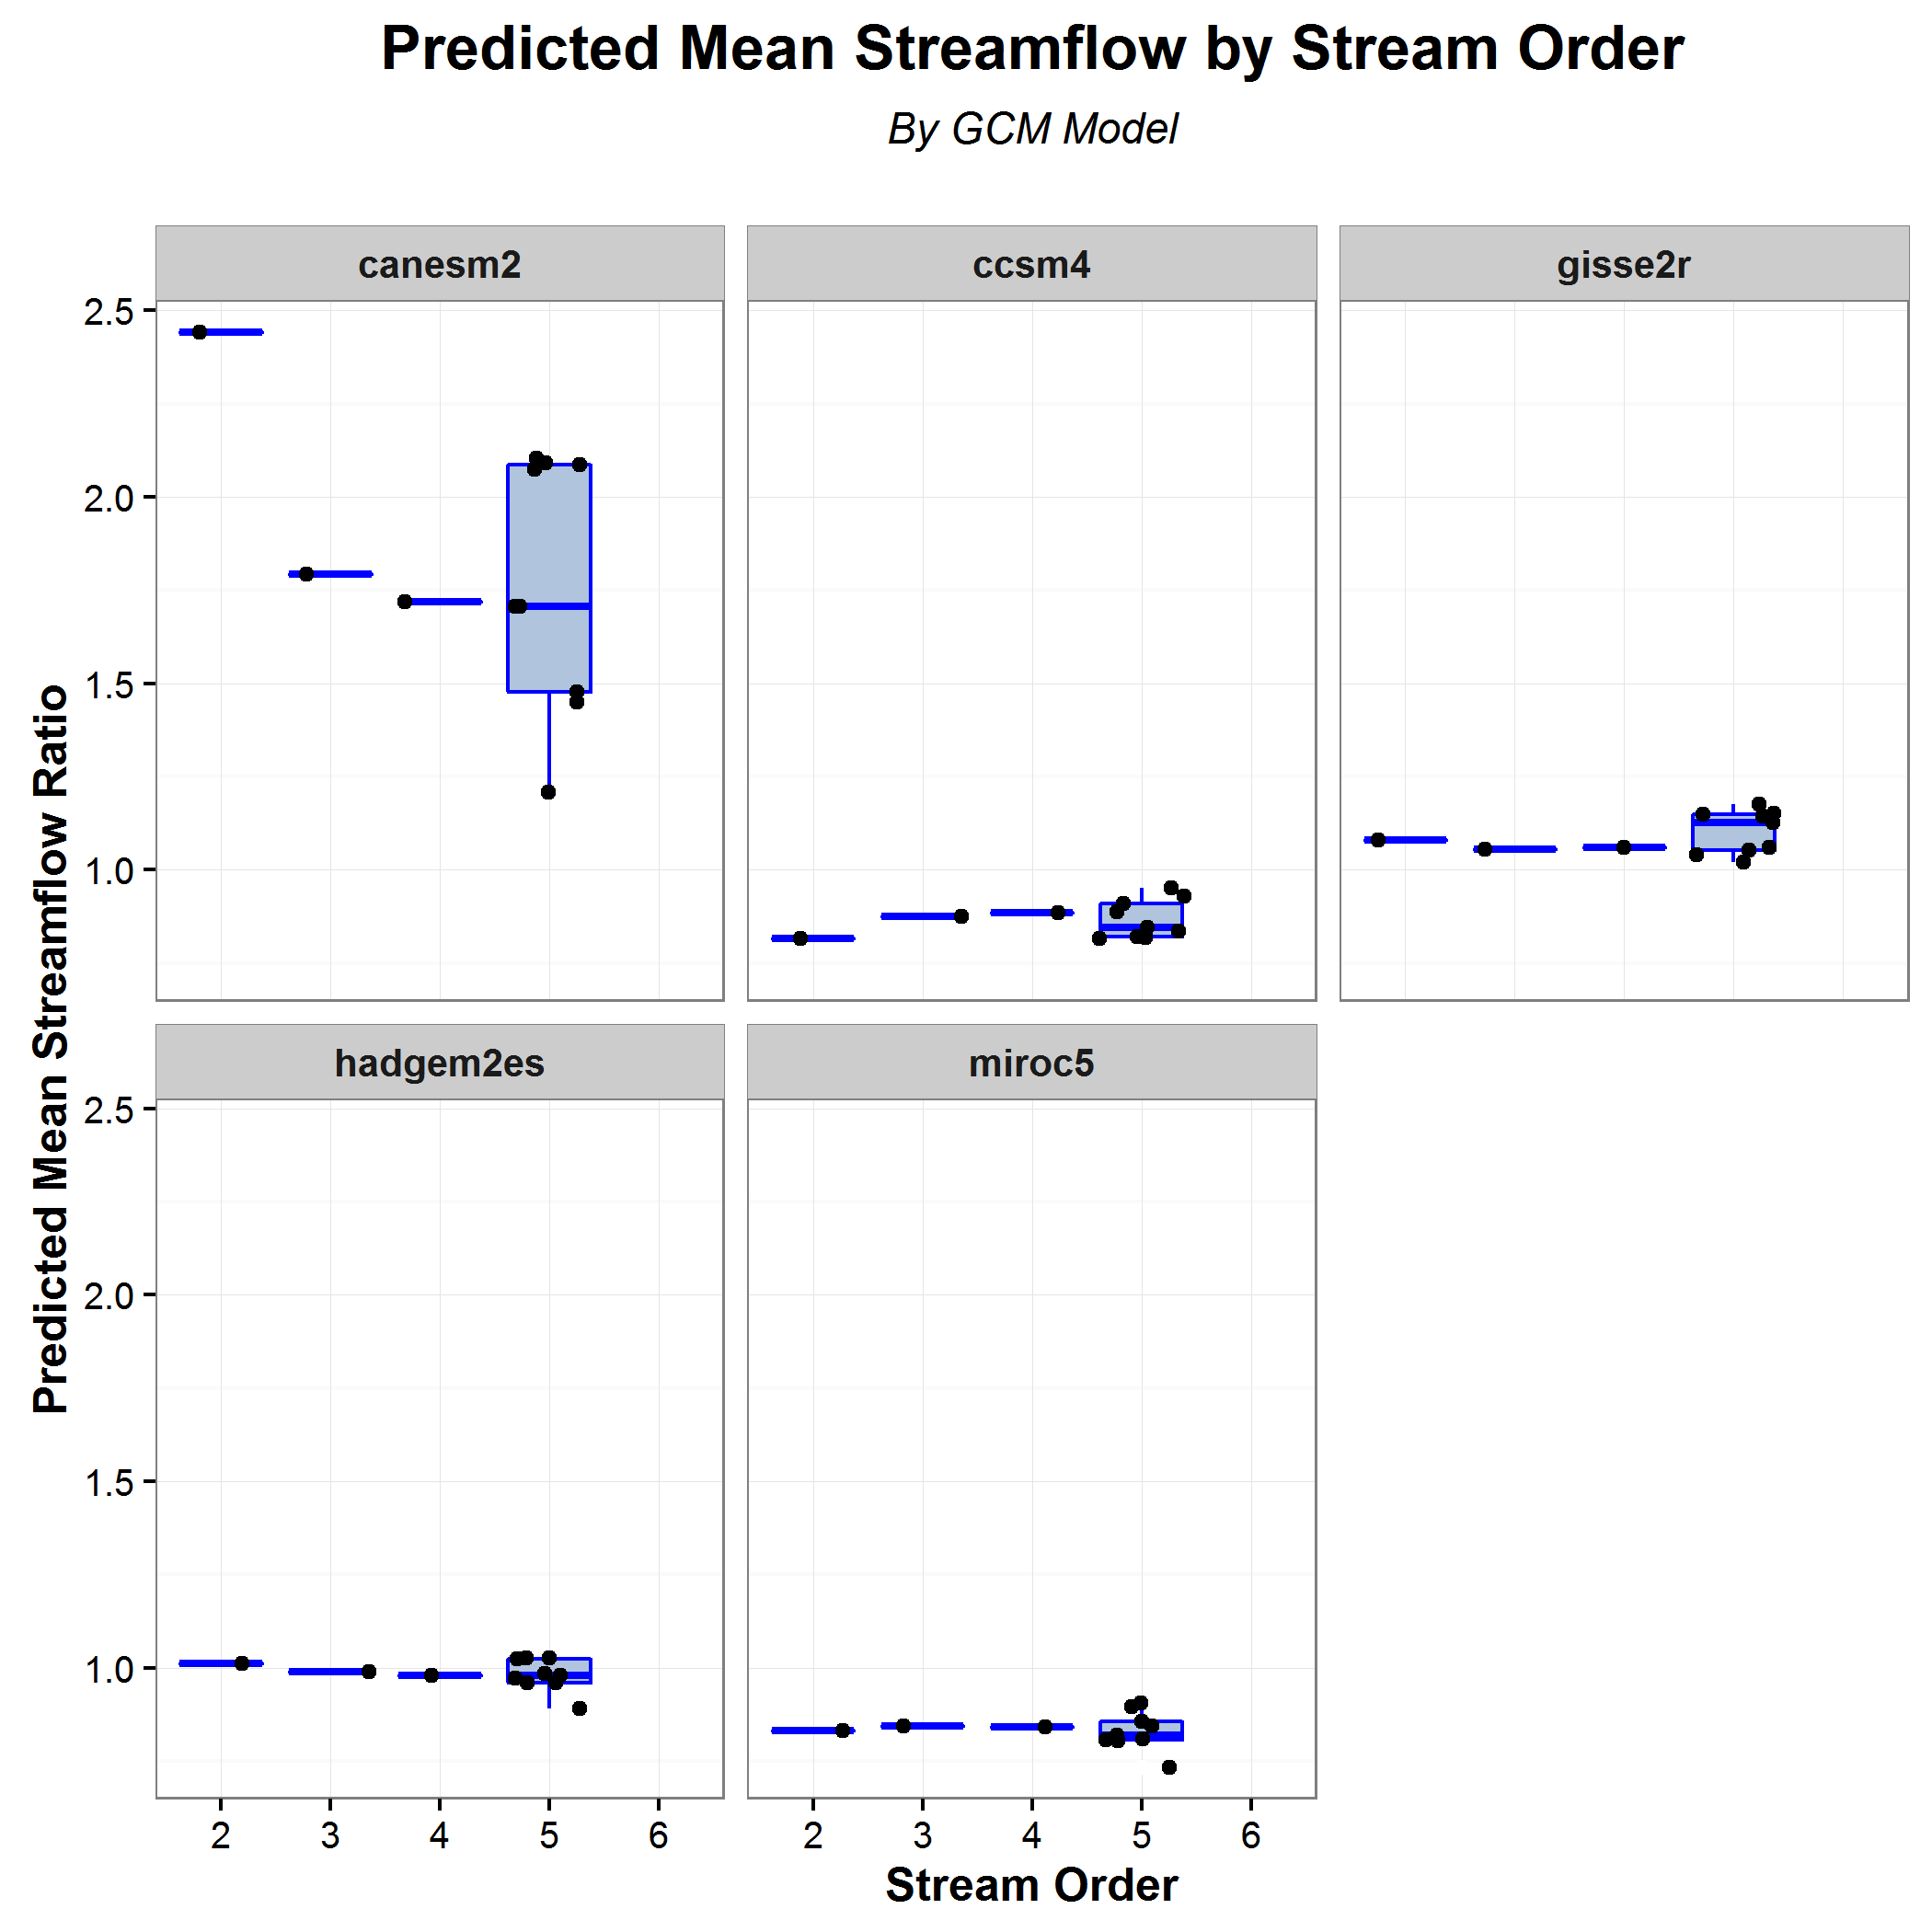 Predicted Mean Streamflow by Stream Order
By GCM Model
canesm2
ccsm4
gisse2r
2.5
2.0
1.5
1.0
Predicted Mean Streamflow Ratio
hadgem2es
miroc5
2.5
2.0
1.5
1.0
2 3 4 5 6
2 3 4 5 6
Stream Order